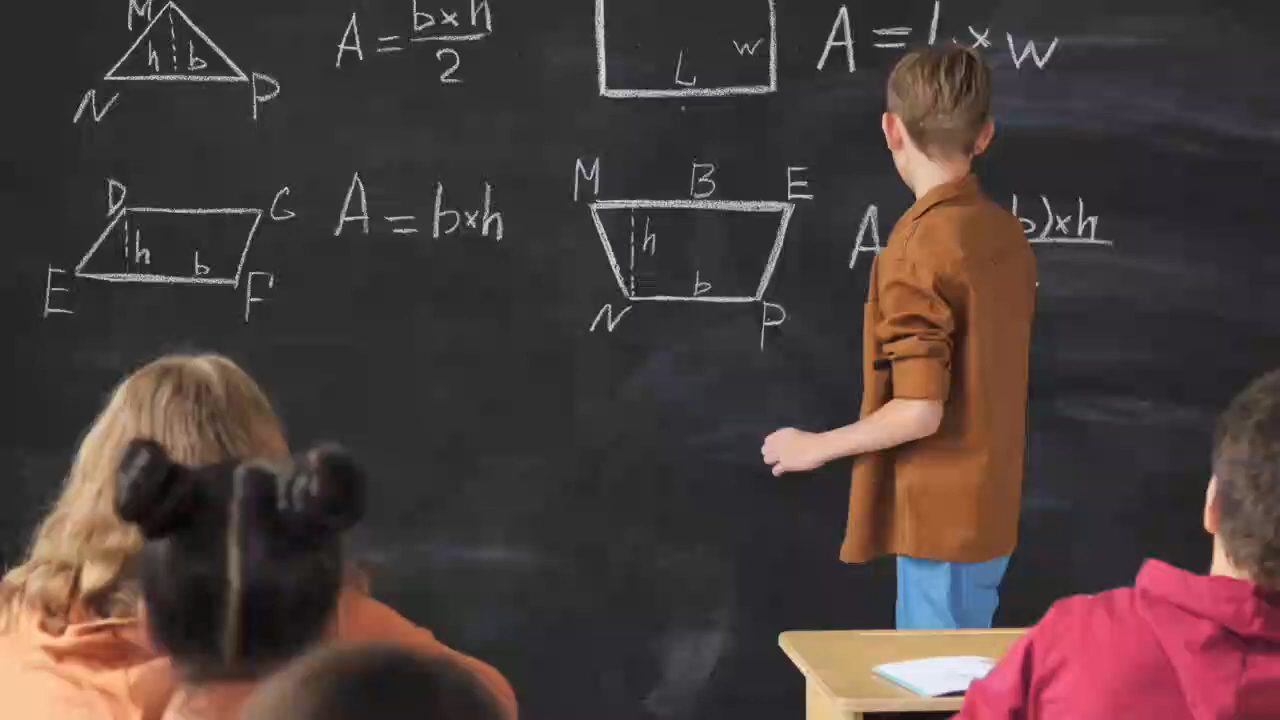 M
h b
N P
A = b x h
2
w
L
A = L x w
D C
h
b
E F
A = b x h
M B E
h
b
N P
A
b) x h